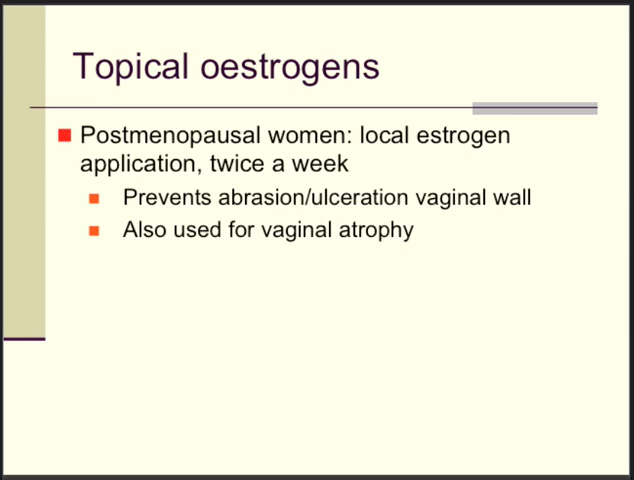 Topical oestrogens
Postmenopausal women: local estrogen
application, twice a week
Prevents abrasion/ulceration vaginal wall
Also used for vaginal atrophy